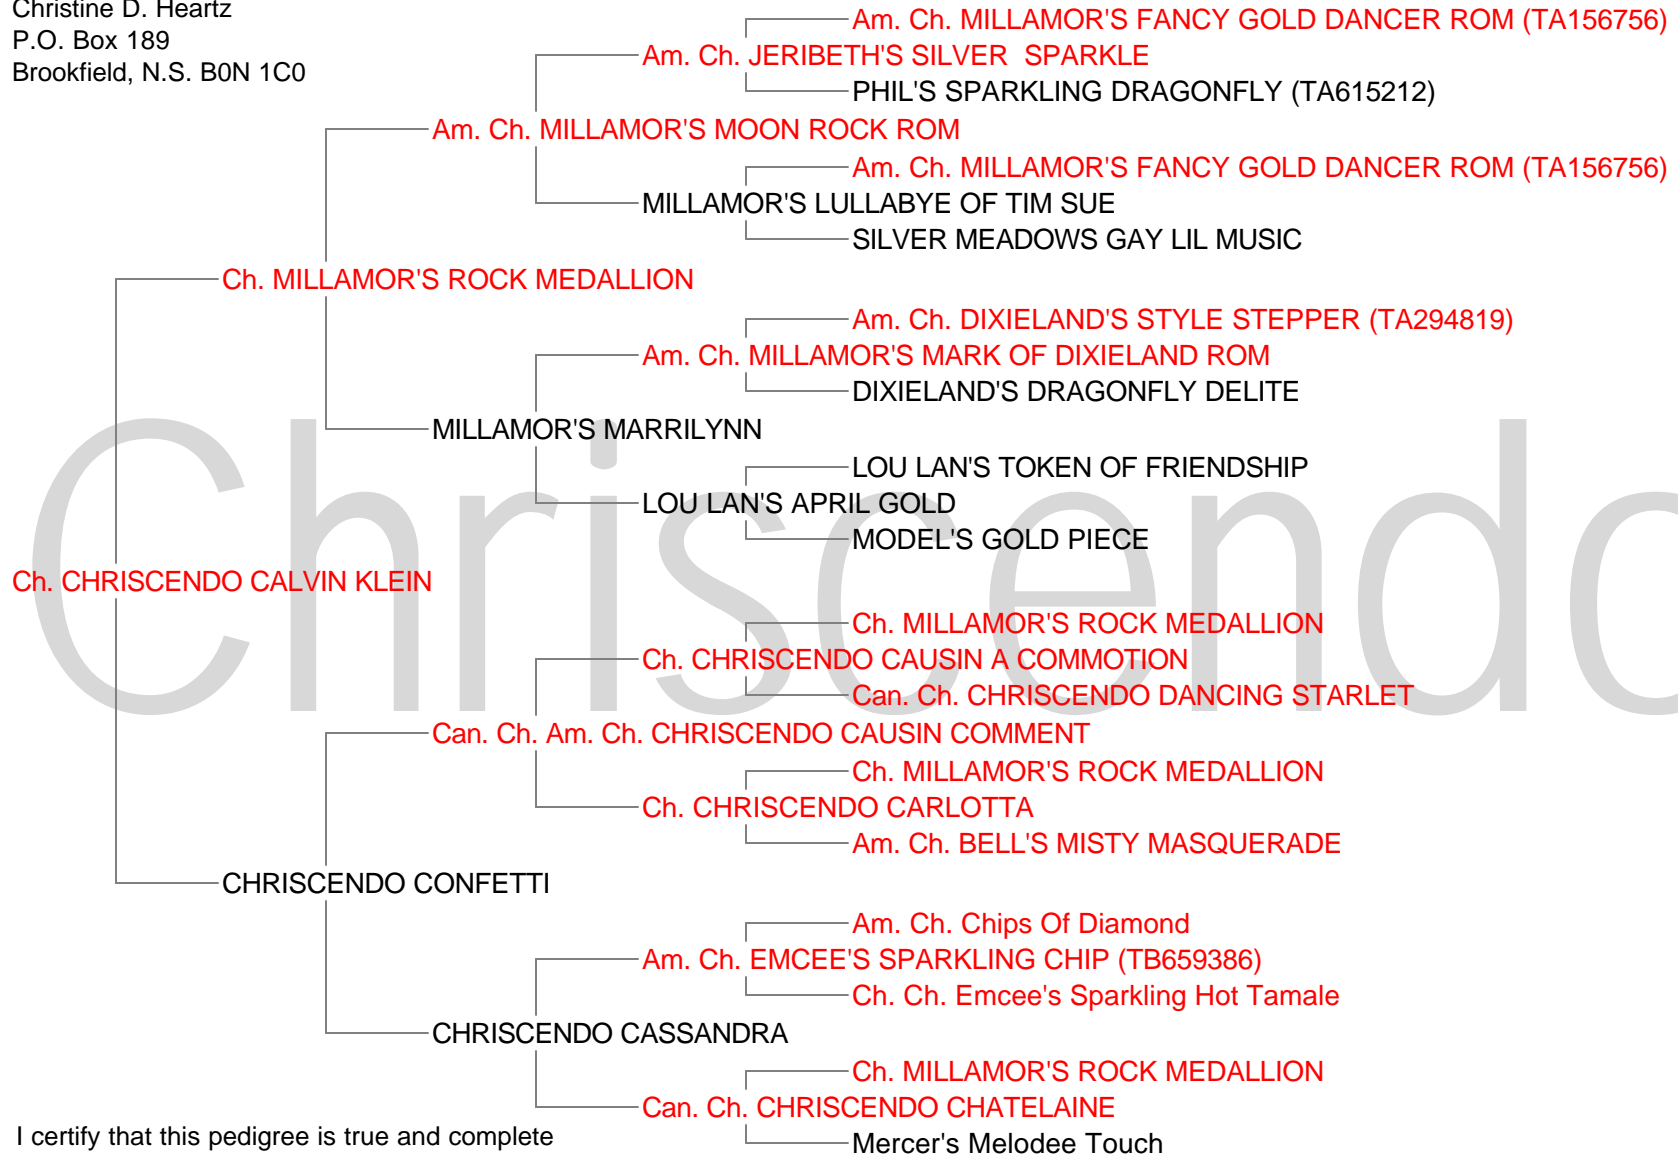 Christine D. Heartz
P.O. Box 189
Brookfield, N.S. B0N 1C0
Am. Ch. MILLAMOR'S FANCY GOLD DANCER ROM (TA156756)
Am. Ch. JERIBETH'S SILVER  SPARKLE
PHIL'S SPARKLING DRAGONFLY (TA615212)
Am. Ch. MILLAMOR'S MOON ROCK ROM
Am. Ch. MILLAMOR'S FANCY GOLD DANCER ROM (TA156756)
MILLAMOR'S LULLABYE OF TIM SUE
SILVER MEADOWS GAY LIL MUSIC
Ch. MILLAMOR'S ROCK MEDALLION
Am. Ch. DIXIELAND'S STYLE STEPPER (TA294819)
Am. Ch. MILLAMOR'S MARK OF DIXIELAND ROM
DIXIELAND'S DRAGONFLY DELITE
MILLAMOR'S MARRILYNN
LOU LAN'S TOKEN OF FRIENDSHIP
LOU LAN'S APRIL GOLD
MODEL'S GOLD PIECE
Chriscendo
Ch. CHRISCENDO CALVIN KLEIN
Ch. MILLAMOR'S ROCK MEDALLION
Ch. CHRISCENDO CAUSIN A COMMOTION
Can. Ch. CHRISCENDO DANCING STARLET
Can. Ch. Am. Ch. CHRISCENDO CAUSIN COMMENT
Ch. MILLAMOR'S ROCK MEDALLION
Ch. CHRISCENDO CARLOTTA
Am. Ch. BELL'S MISTY MASQUERADE
CHRISCENDO CONFETTI
Am. Ch. Chips Of Diamond
Am. Ch. EMCEE'S SPARKLING CHIP (TB659386)
Ch. Ch. Emcee's Sparkling Hot Tamale
CHRISCENDO CASSANDRA
Ch. MILLAMOR'S ROCK MEDALLION
Can. Ch. CHRISCENDO CHATELAINE
Mercer's Melodee Touch
I certify that this pedigree is true and complete